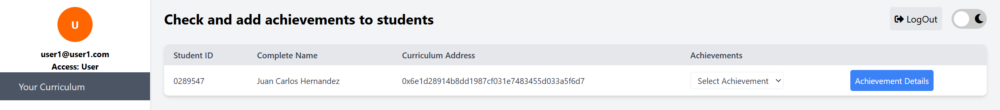 U
user1@user1.com
Access: User
Your Curriculum
Check and add achievements to students
LogOut
Student ID Complete Name Curriculum Address Achievements
0289547 Juan Carlos Hernandez 0x6e1d28914b8dd1987cf031e7483455d033a5f6d7 Select Achievement Achievement Details